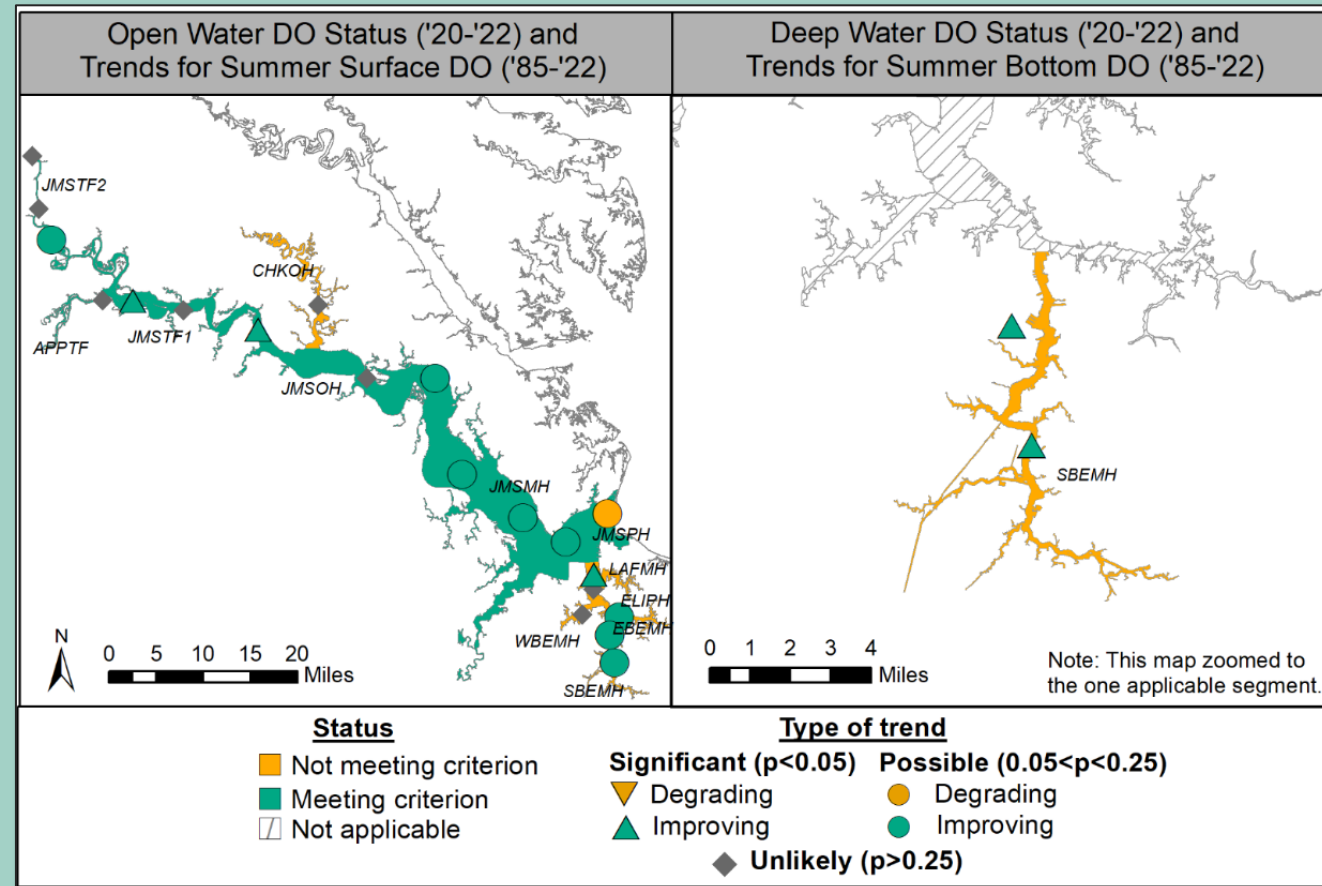 Open Water DO Status ('20-'22) and
Trends for Summer Surface DO ('85-'22)
Deep Water DO Status ('20-'22) and
Trends for Summer Bottom DO ('85-'22)
JMSTF2
CHKOH
APPTF
JMSTF1
JMSOH
JMSMH
JMSPH
LAFMH
ELIPH
WBEMH
EBEMH
SBEMH
N
0 5 10 15 20
Miles
SBEMH
0 1 2 3 4
Miles
Note: This map zoomed to
the one applicable segment.
Status
Not meeting criterion
Meeting criterion
Not applicable
Type of trend
Significant (p<0.05) Possible (0.05<p<0.25)
Degrading Degrading
Improving Improving
Unlikely (p>0.25)